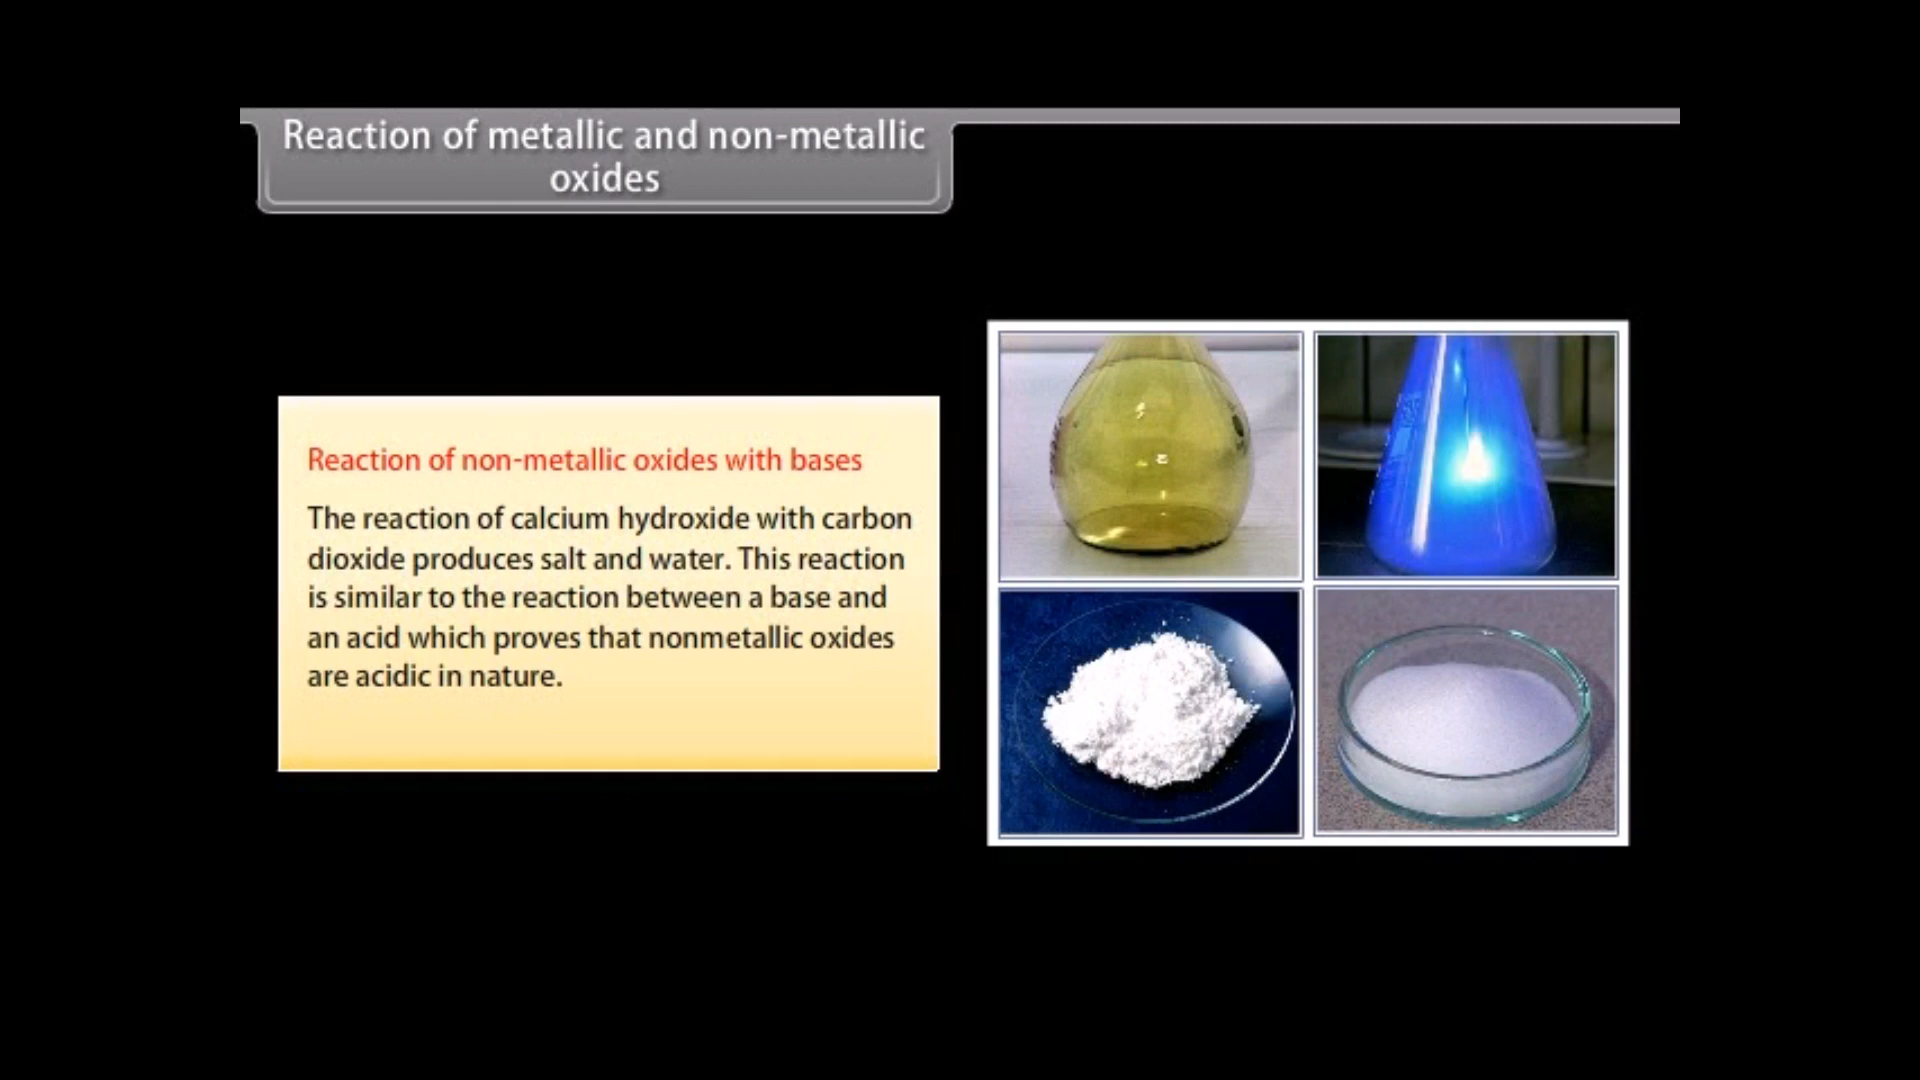 Reaction of metallic and non-metallic
oxides
Reaction of non-metallic oxides with bases
The reaction of calcium hydroxide with carbon
dioxide produces salt and water. This reaction
is similar to the reaction between a base and
an acid which proves that nonmetallic oxides
are acidic in nature.